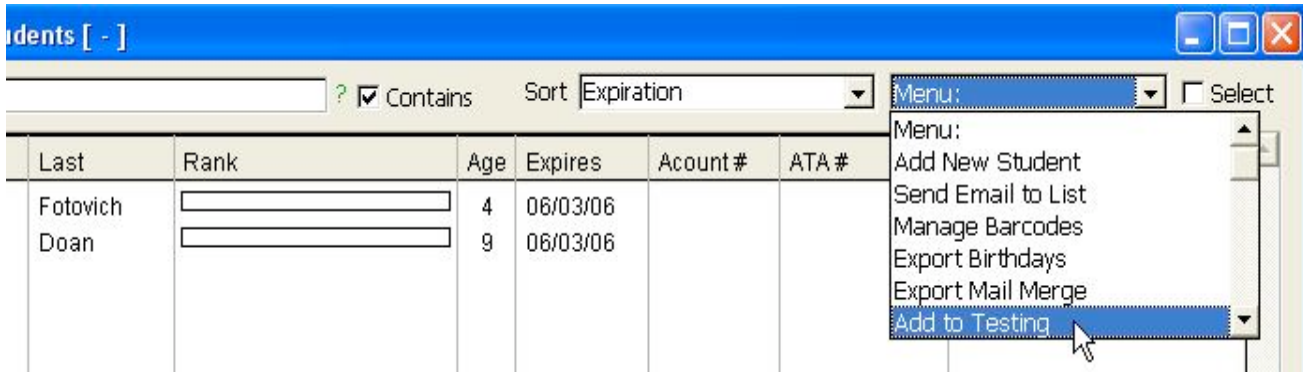 idents [ - ]
? Contains Sort Expiration Menu: Select
Menu:
Last Rank Age Expires Acount # ATA # Add New Student
Send Email to List
Fotovich 4 06/03/06
Manage Barcodes
Doan 9 06/03/06
Export Birthdays
Export Mail Merge
Add to Testing